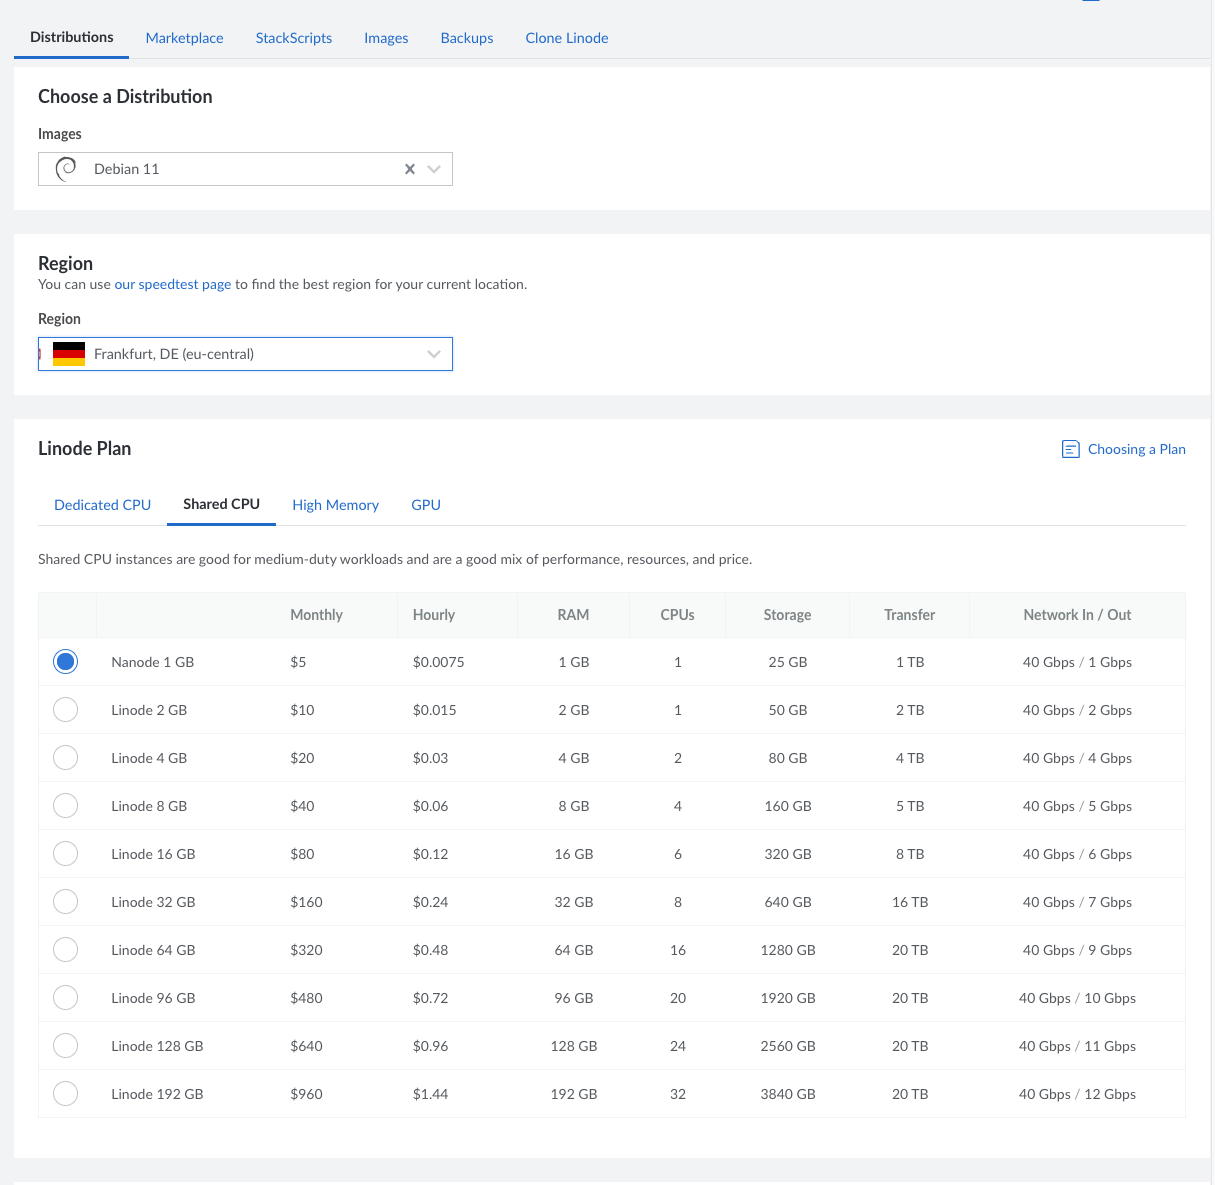 Distributions Marketplace StackScripts Images Backups Clone Linode
Choose a Distribution
Images
Debian 11
Region
You can use our speedtest page to find the best region for your current location.
Region
Frankfurt, DE (eu-central)
Linode Plan Choosing a Plan
Dedicated CPU Shared CPU High Memory GPU
Shared CPU instances are good for medium-duty workloads and are a good mix of performance, resources, and price.
Monthly Hourly RAM CPUs Storage Transfer Network In / Out
Nanode 1 GB $5 $0.0075 1 GB 1 25 GB 1 TB 40 Gbps / 1 Gbps
Linode 2 GB $10 $0.015 2 GB 1 50 GB 2 TB 40 Gbps / 2 Gbps
Linode 4 GB $20 $0.03 4 GB 2 80 GB 4 TB 40 Gbps / 4 Gbps
Linode 8 GB $40 $0.06 8 GB 4 160 GB 5 TB 40 Gbps / 5 Gbps
Linode 16 GB $80 $0.12 16 GB 6 320 GB 8 TB 40 Gbps / 6 Gbps
Linode 32 GB $160 $0.24 32 GB 8 640 GB 16 TB 40 Gbps / 7 Gbps
Linode 64 GB $320 $0.48 64 GB 16 1280 GB 20 TB 40 Gbps / 9 Gbps
Linode 96 GB $480 $0.72 96 GB 20 1920 GB 20 TB 40 Gbps / 10 Gbps
Linode 128 GB $640 $0.96 128 GB 24 2560 GB 20 TB 40 Gbps / 11 Gbps
Linode 192 GB $960 $1.44 192 GB 32 3840 GB 20 TB 40 Gbps / 12 Gbps